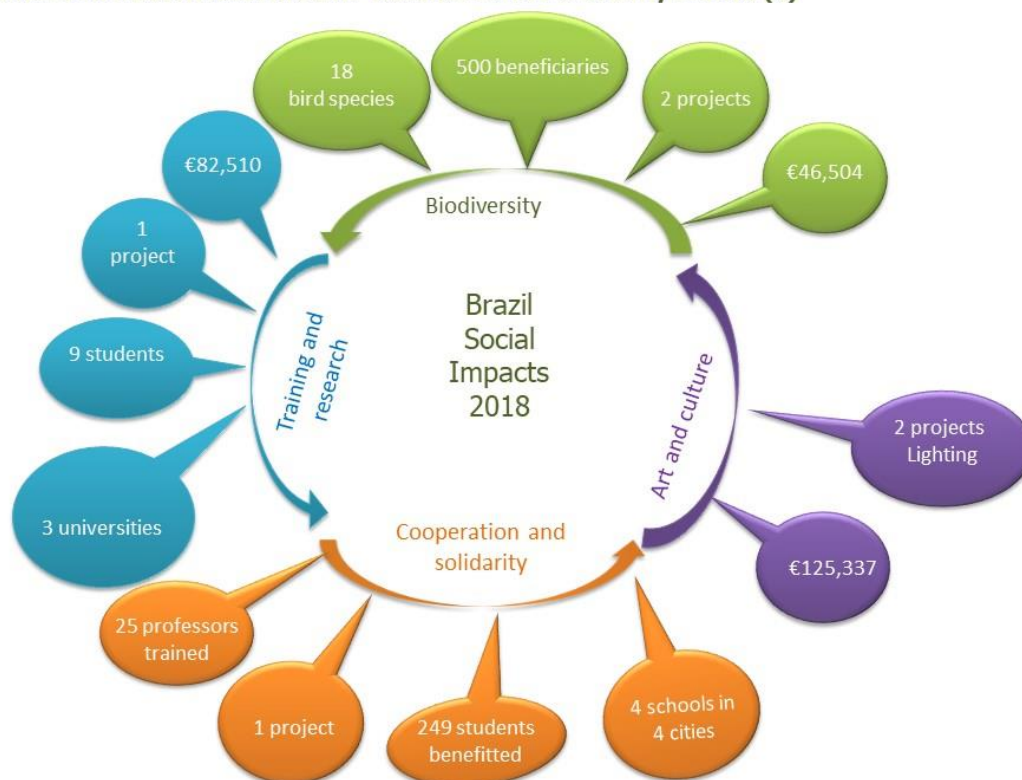 18
bird species
500 beneficiaries
2 projects
€46,504
Biodiversity
€82,510
1
project
9 students
3 universities
Training and
research
Brazil
Social
Impacts
2018
Art and culture
2 projects
Lighting
€125,337
Cooperation and
solidarity
25 professors
trained
1 project
249 students
benefitted
4 schools in
4 cities